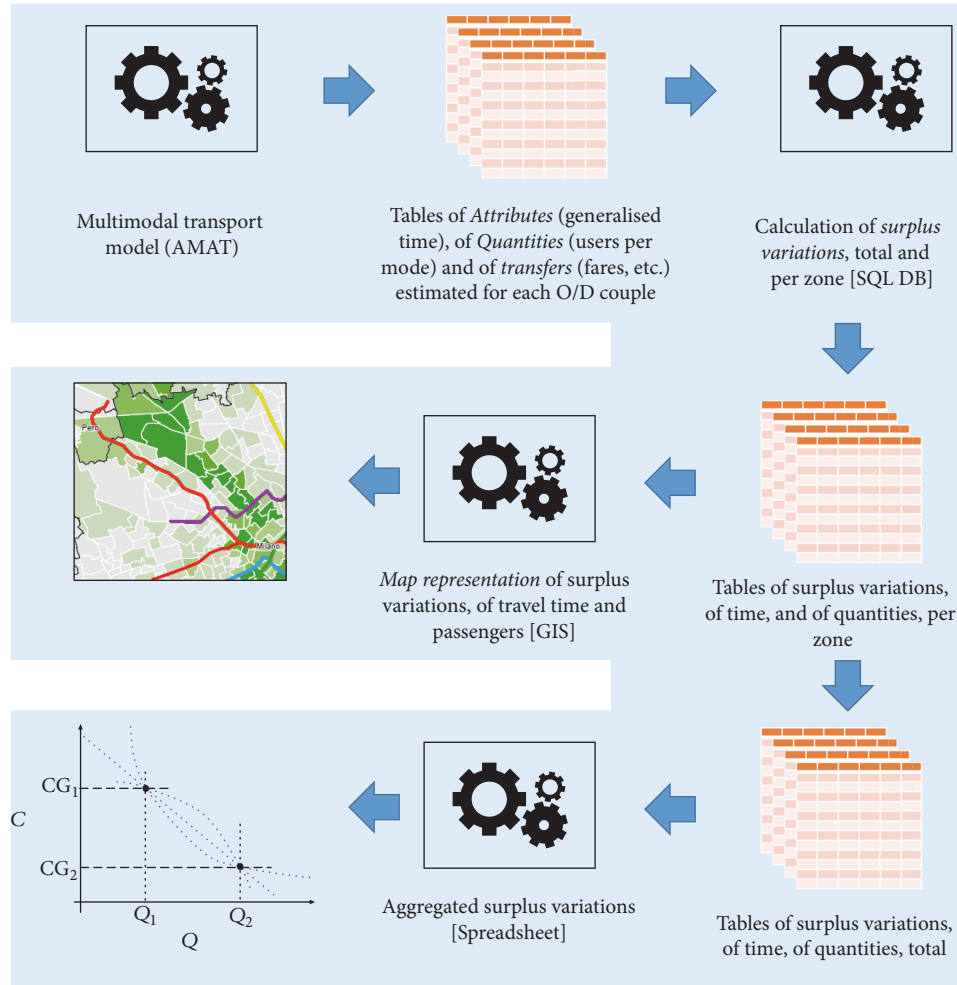 Multimodal transport
model (AMAT)
Tables of Attributes (generalised
time), of Quantities (users per
mode) and of transfers (fares, etc.)
estimated for each O/D couple
Calculation of surplus
variations, total and
per zone [SQL DB]
Pero
Milano
Map representation of surplus
variations, of travel time and
passengers [GIS]
Tables of surplus variations,
of time, and of quantities, per
zone
CG1
C
CG2
Q1 Q2
Q
Aggregated surplus variations
[Spreadsheet]
Tables of surplus variations,
of time, of quantities, total